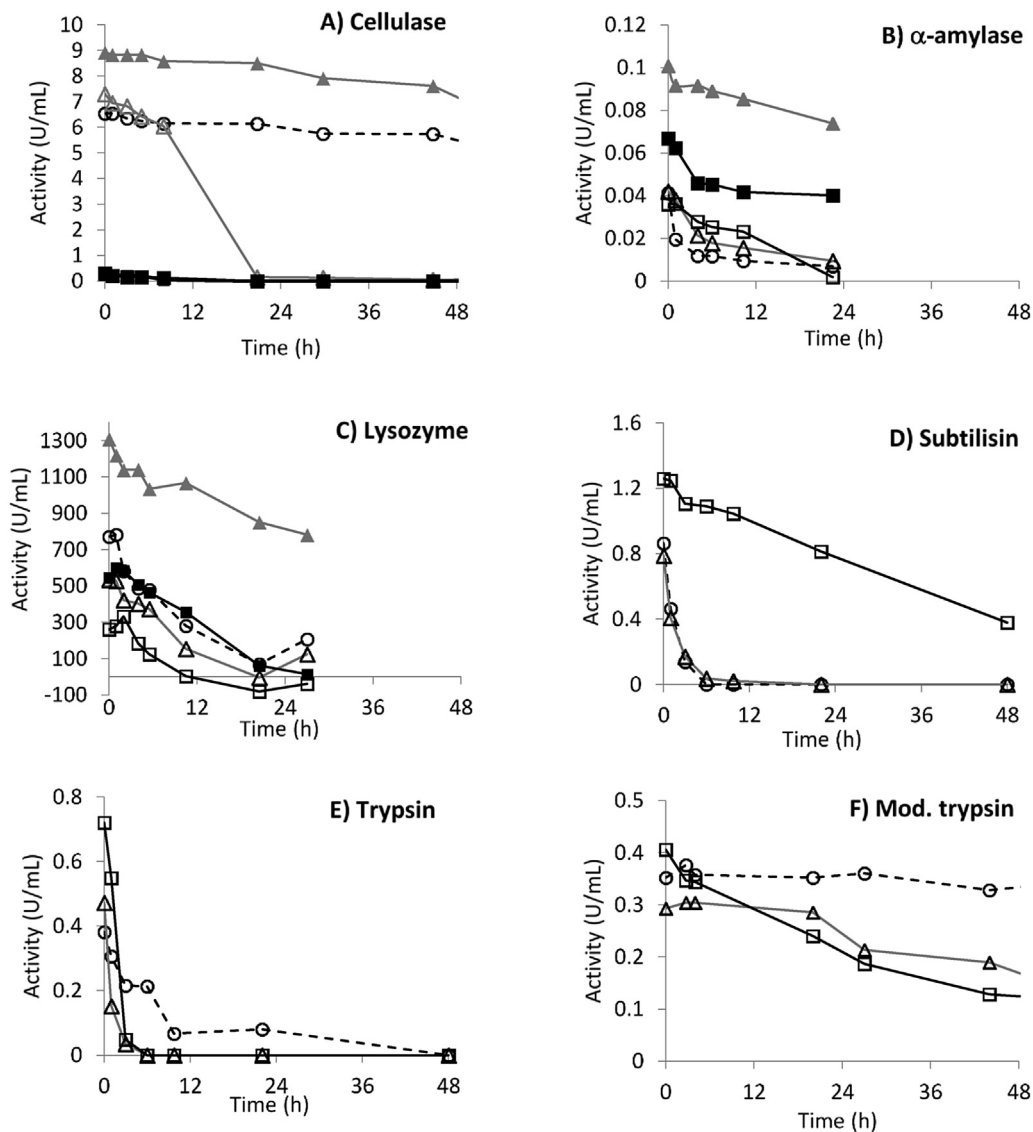 A) Cellulase
Activity (U/mL)
10
9
8
7
6
5
4
3
2
1
0
0 12 24 36 48
Time (h)
B) α-amylase
Activity (U/mL)
0.12
0.1
0.08
0.06
0.04
0.02
0
0 12 24 36 48
Time (h)
C) Lysozyme
Activity (U/mL)
1300
1100
900
700
500
300
100
-100
0 12 24 36 48
Time (h)
D) Subtilisin
Activity (U/mL)
1.6
1.2
0.8
0.4
0
0 12 24 36 48
Time (h)
E) Trypsin
Activity (U/mL)
0.8
0.6
0.4
0.2
0
0 12 24 36 48
Time (h)
F) Mod. trypsin
Activity (U/mL)
0.5
0.4
0.3
0.2
0.1
0
0 12 24 36 48
Time (h)